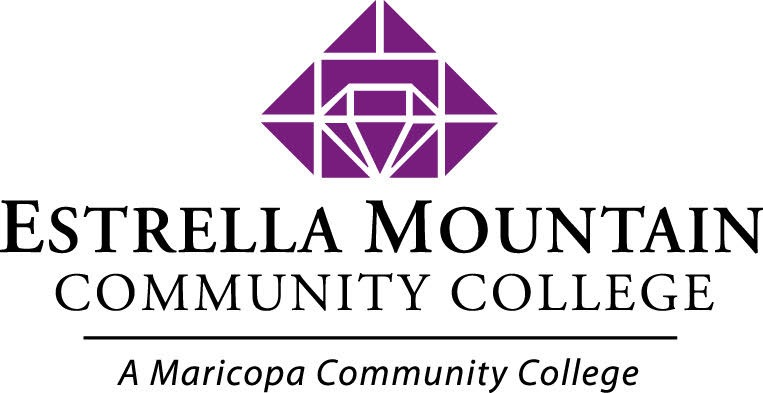 ESTRELLA MOUNTAIN
COMMUNITY COLLEGE
A Maricopa Community College